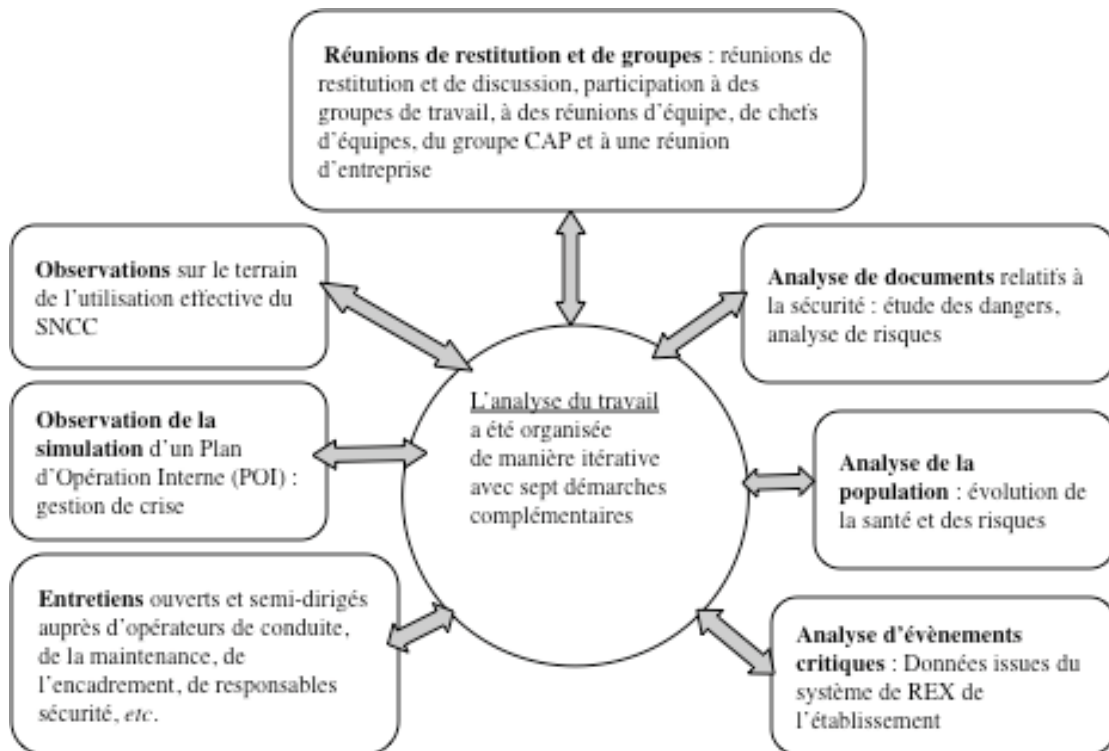 Réunions de restitution et de groupes : réunions de
restitution et de discussion, participation à des
groupes de travail, à des réunions d'équipe, de chefs
d'équipes, du groupe CAP et à une réunion
d'entreprise
Observations sur le terrain
de l'utilisation effective du
SNCC
Analyse de documents relatifs à
la sécurité : étude des dangers,
analyse de risques
L'analyse du travail
a été organisée
de manière itérative
avec sept démarches
complémentaires
Observation de la
simulation d'un Plan
d'Opération Interne (POI) :
gestion de crise
Analyse de la
population : évolution de
la santé et des risques
Entretiens ouverts et semi-dirigés
auprès d'opérateurs de conduite,
de la maintenance, de
l'encadrement, de responsables
sécurité, etc.
Analyse d'évènements
critiques : Données issues du
système de REX de
l'établissement